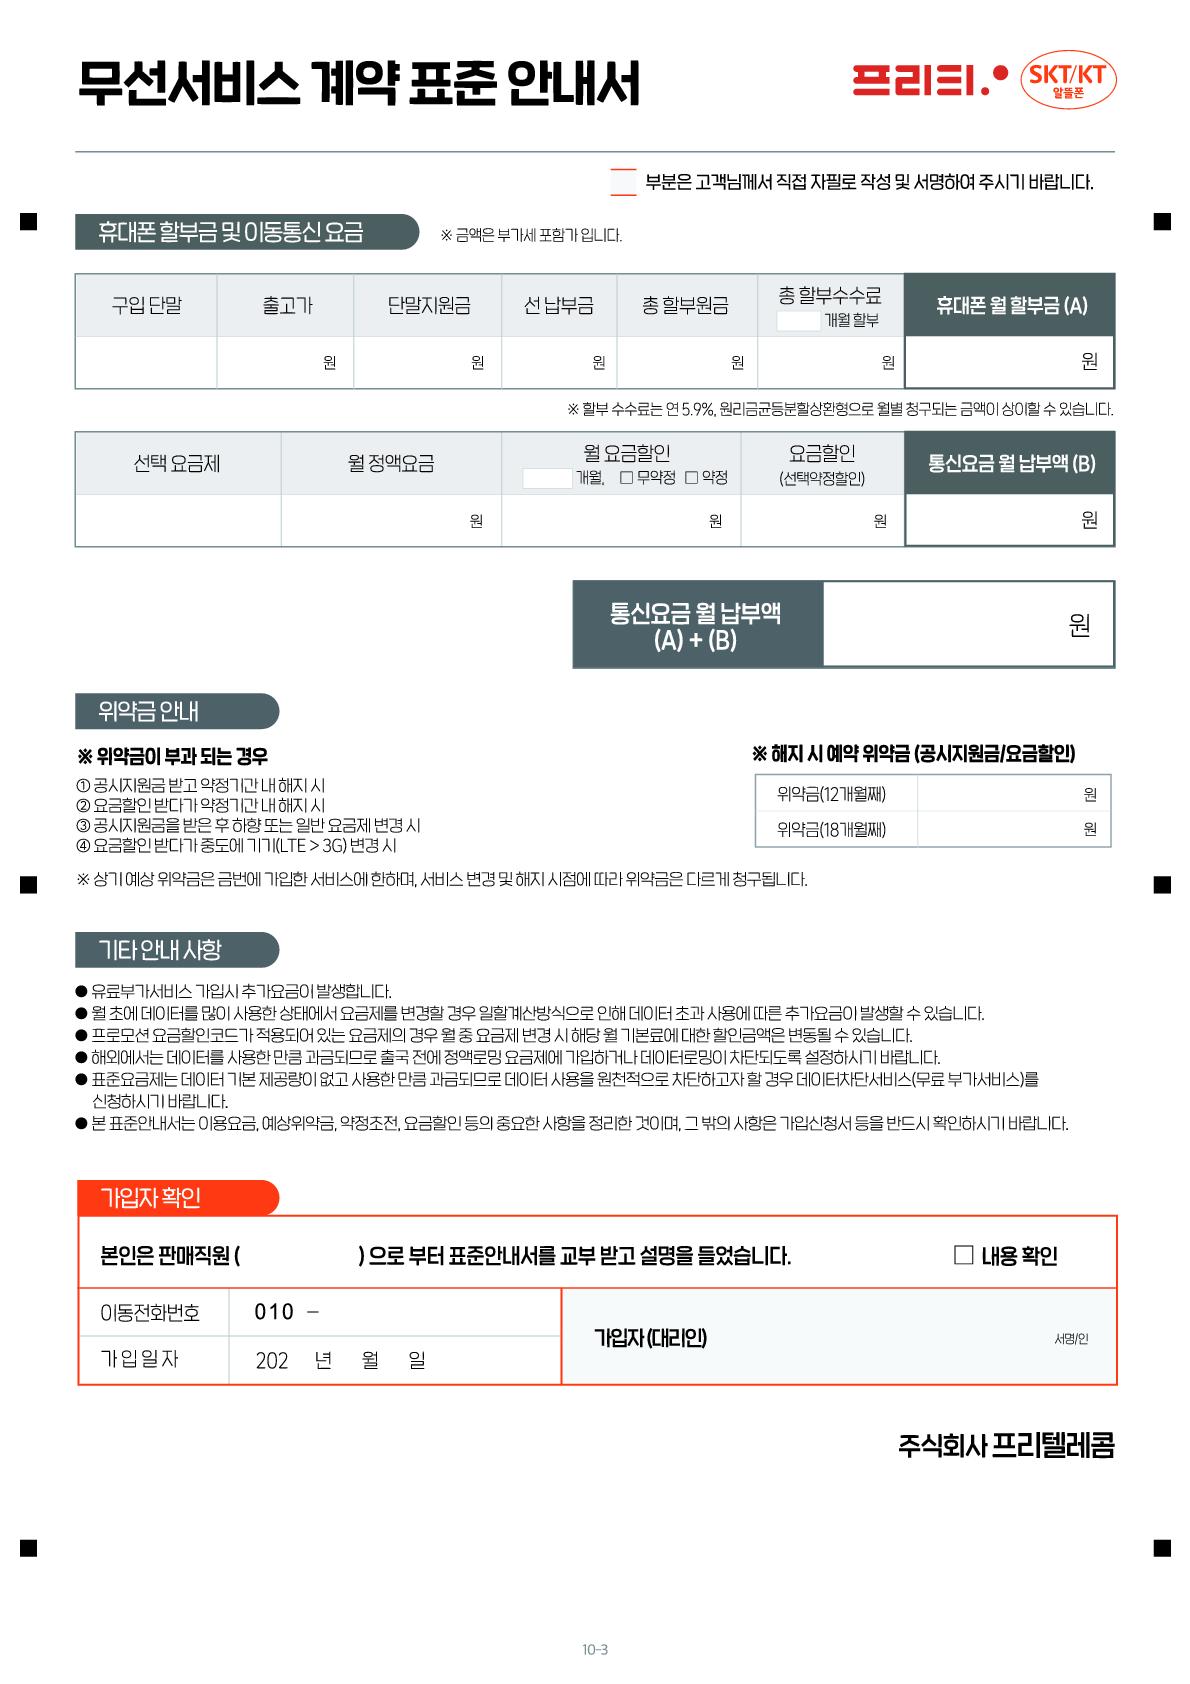 무선서비스 계약 표준 안내서
프리티. SKT/KT 알뜰폰
부분은 고객님께서 직접 자필로 작성 및 서명하여 주시기 바랍니다.
휴대폰 할부금 및 이동통신 요금 ※ 금액은 부가세 포함가 입니다.
구입 단말 출고가 단말지원금 선 납부금 총 할부원금 총 할부수수료 개월 할부 휴대폰 월 할부금 (A)
원 원 원 원 원 원
※ 할부 수수료는 연 5.9%, 원리금균등분할상환형으로 월별 청구되는 금액이 상이할 수 있습니다.
선택 요금제 월 정액요금 월 요금할인 개월, □ 무약정 □ 약정 요금할인 (선택약정할인) 통신요금 월 납부액 (B)
원 원 원 원
통신요금 월 납부액
(A) + (B)
원
위약금 안내
※ 위약금이 부과 되는 경우
① 공시지원금 받고 약정기간 내 해지 시
② 요금할인 받다가 약정기간 내 해지 시
③ 공시지원금을 받은 후 하향 또는 일반 요금제 변경 시
④ 요금할인 받다가 중도에 기기(LTE > 3G) 변경 시
※ 해지 시 예약 위약금 (공시지원금/요금할인)
위약금(12개월째) 원
위약금(18개월째) 원
※ 상기 예상 위약금은 금번에 가입한 서비스에 한하며, 서비스 변경 및 해지 시점에 따라 위약금은 다르게 청구됩니다.
기타 안내 사항
● 유료부가서비스 가입시 추가요금이 발생합니다.
● 월 초에 데이터를 많이 사용한 상태에서 요금제를 변경할 경우 일할계산방식으로 인해 데이터 초과 사용에 따른 추가요금이 발생할 수 있습니다.
● 프로모션 요금할인코드가 적용되어 있는 요금제의 경우 월 중 요금제 변경 시 해당 월 기본료에 대한 할인금액은 변동될 수 있습니다.
● 해외에서는 데이터를 사용한 만큼 과금되므로 출국 전에 정액로밍 요금제에 가입하거나 데이터로밍이 차단되도록 설정하시기 바랍니다.
● 표준요금제는 데이터 기본 제공량이 없고 사용한 만큼 과금되므로 데이터 사용을 원천적으로 차단하고자 할 경우 데이터차단서비스(무료 부가서비스)를
신청하시기 바랍니다.
● 본 표준안내서는 이용요금, 예상위약금, 약정조전, 요금할인 등의 중요한 사항을 정리한 것이며, 그 밖의 사항은 가입신청서 등을 반드시 확인하시기 바랍니다.
가입자 확인
본인은 판매직원 ( ) 으로 부터 표준안내서를 교부 받고 설명을 들었습니다. □ 내용 확인
이동전화번호 010 -
가입일자 202 년 월 일
가입자 (대리인) 서명/인
주식회사 프리텔레콤
10-3